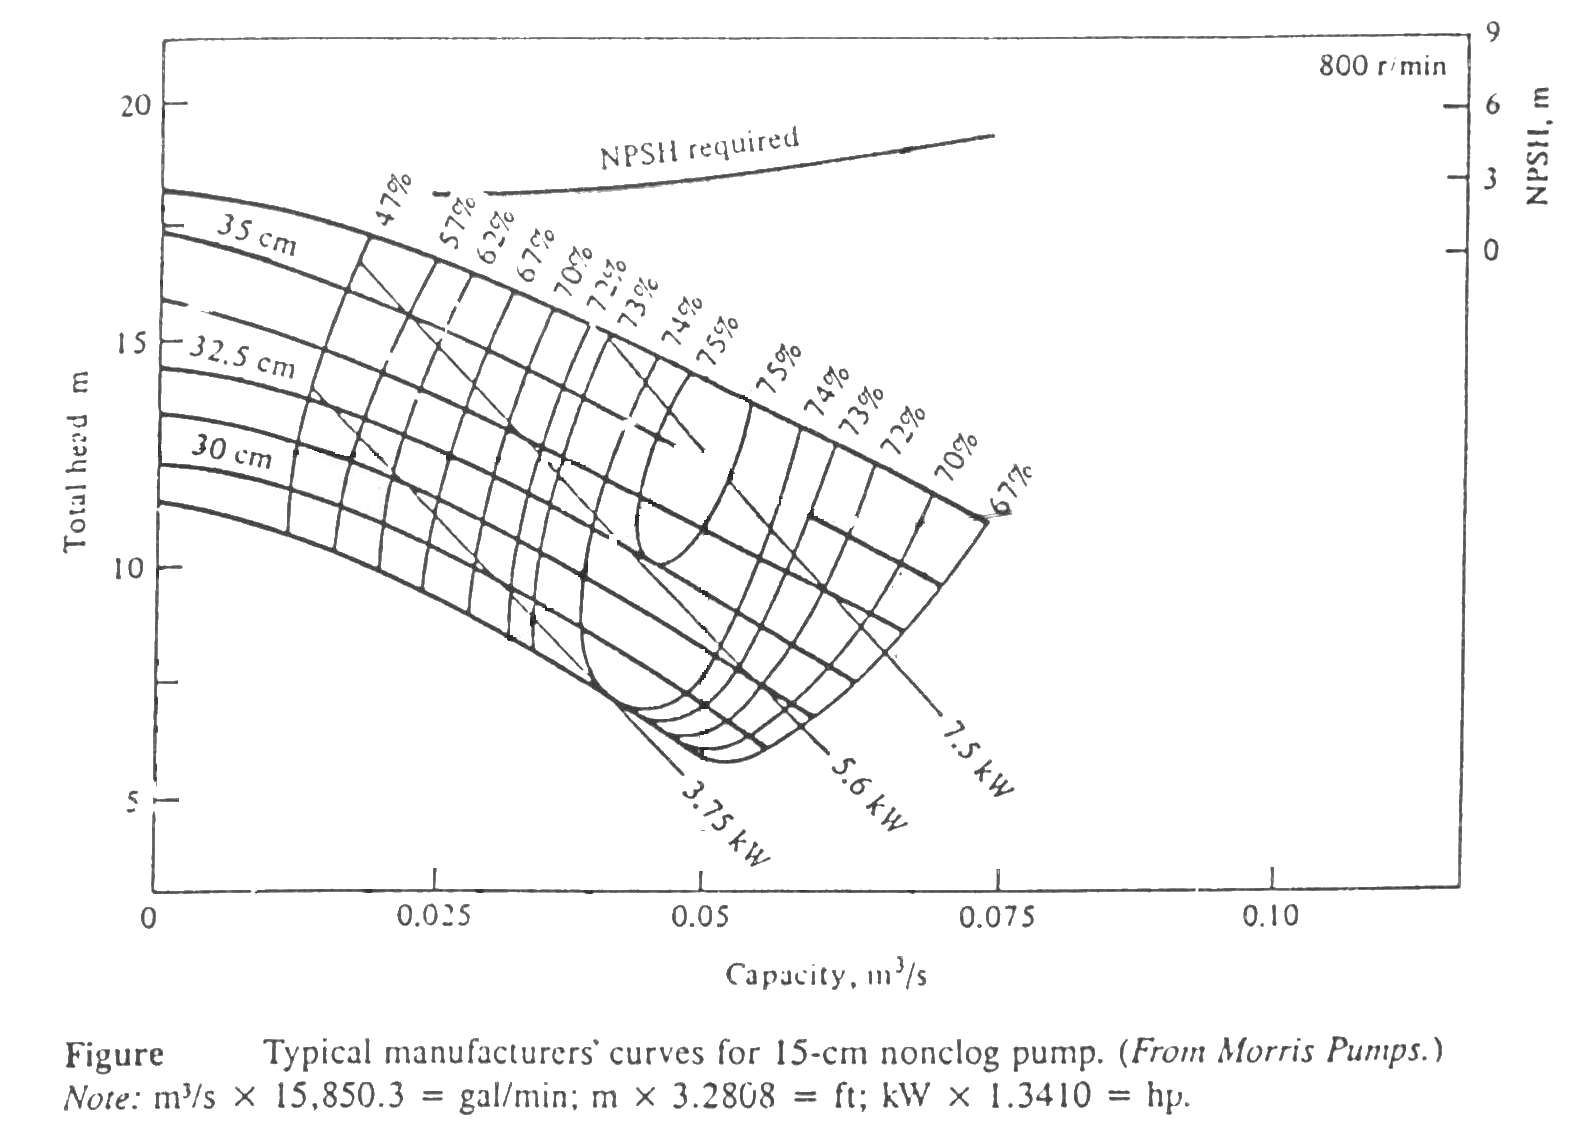 9
800 r/min
20
6
NPSH required
NPSH, m
3
47%
57%
62%
67%
70%
72%
73%
74%
75%
75%
74%
73%
72%
70%
67%
0
35 cm
15
32.5 cm
30 cm
Total head m
10
7.5 kW
5.6 kW
3.75 kW
5
0
0.025
0.05
0.075
0.10
Capacity, m³/s
Figure Typical manufacturers' curves for 15-cm nonclog pump. (From Morris Pumps.)
Note: m³/s × 15,850.3 = gal/min; m × 3.2808 = ft; kW × 1.3410 = hp.